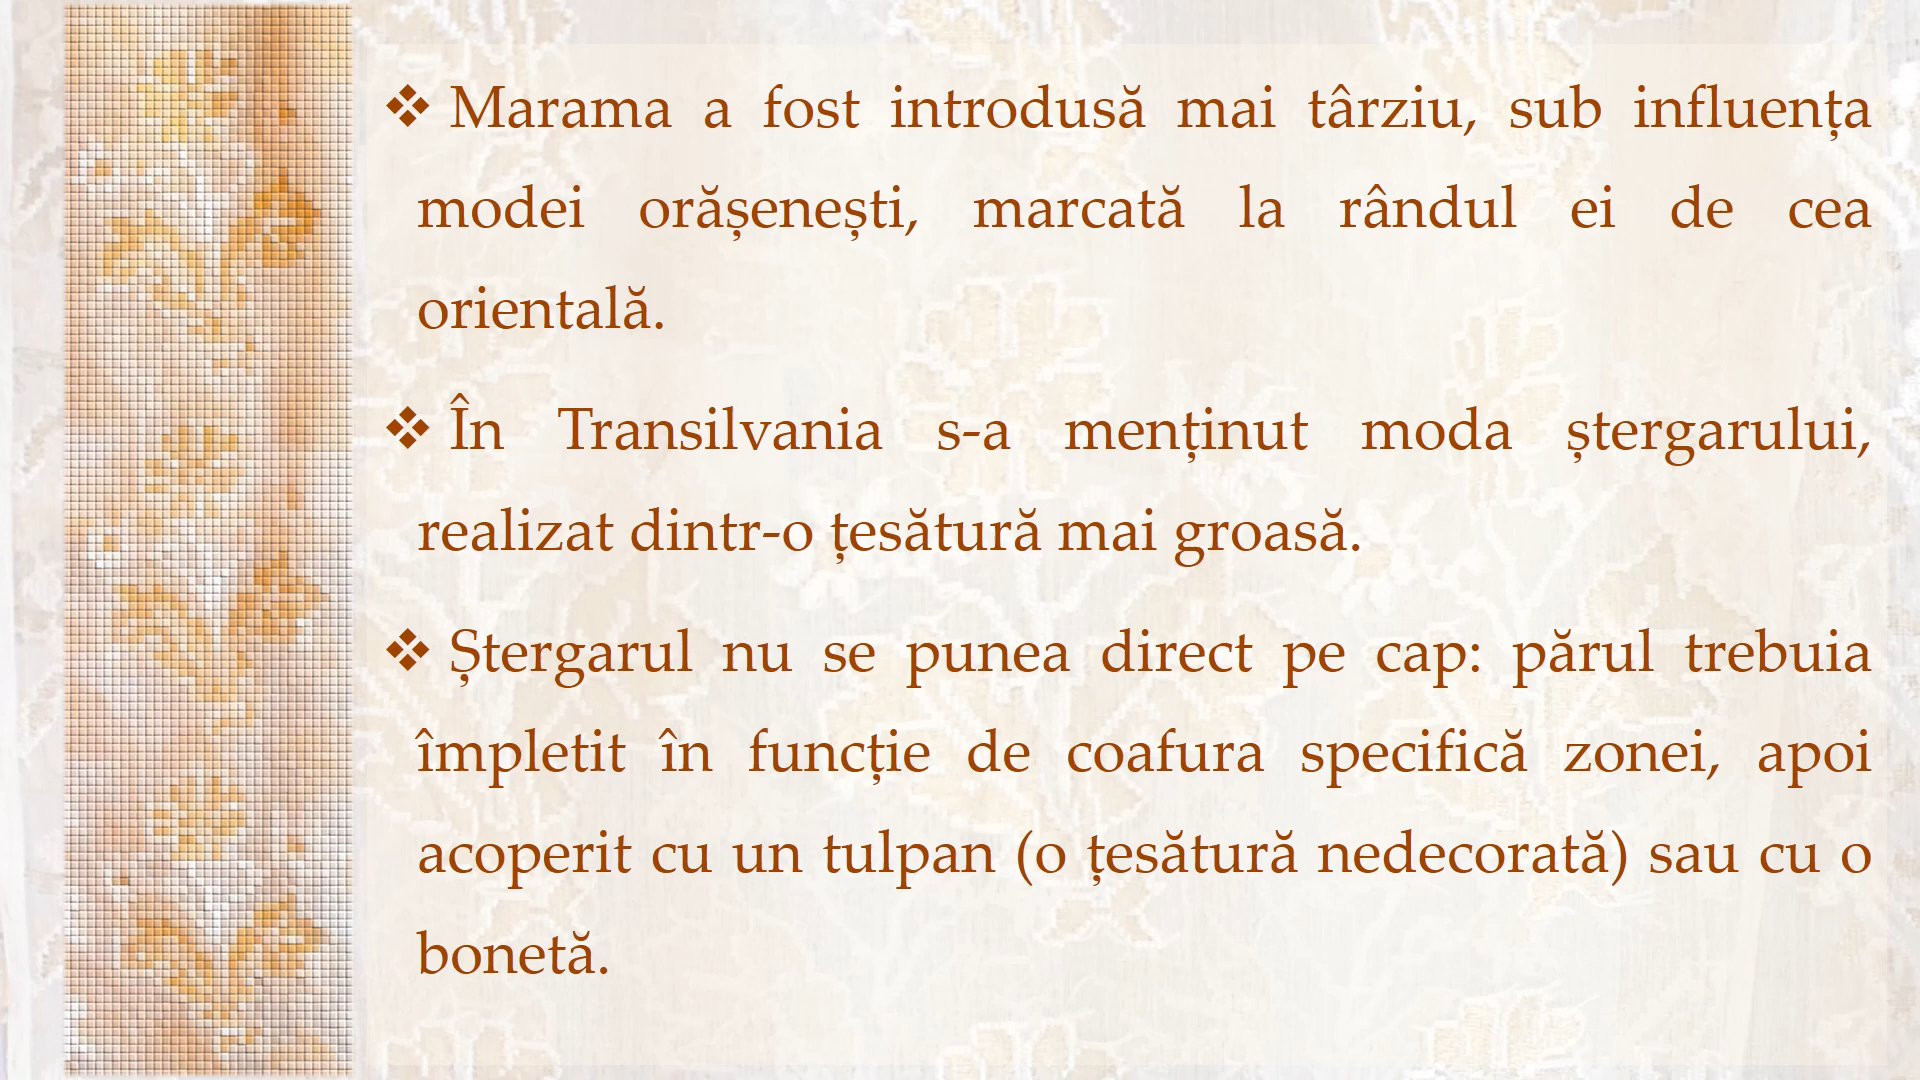 ❖ Marama a fost introdusă mai târziu, sub influența
modei orășenești, marcată la rândul ei de cea
orientală.
❖ În Transilvania s-a menținut moda ștergarului,
realizat dintr-o țesătură mai groasă.
❖ Ștergarul nu se punea direct pe cap: părul trebuia
împletit în funcție de coafura specifică zonei, apoi
acoperit cu un tulpan (o țesătură nedecorată) sau cu o
bonetă.